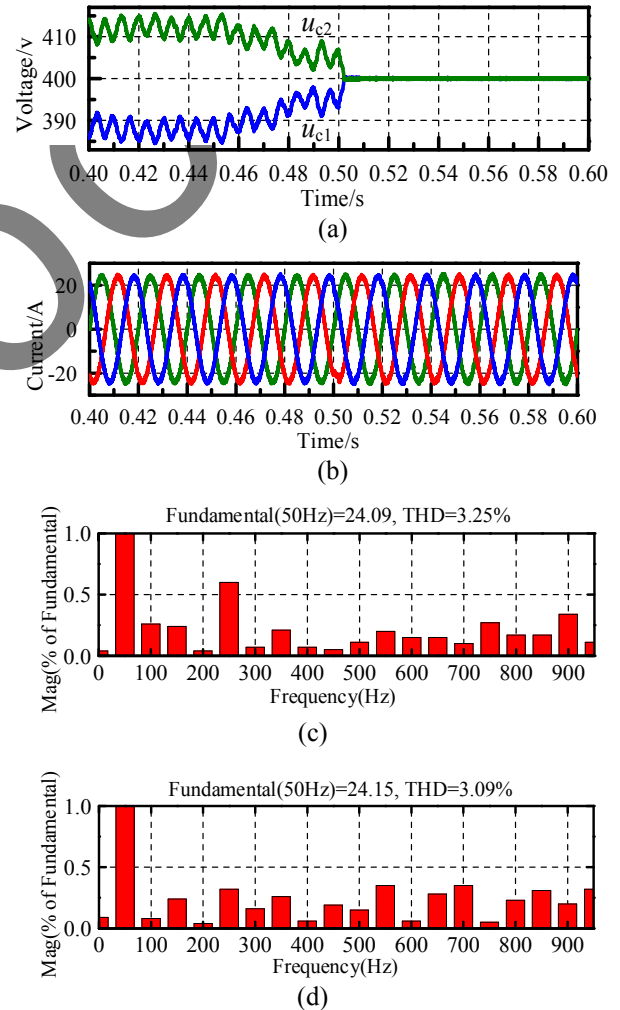 Voltage/v
410
400
390
u_c2
u_c1
0.40 0.42 0.44 0.46 0.48 0.50 0.52 0.54 0.56 0.58 0.60
Time/s
(a)
Current/A
20
0
-20
0.40 0.42 0.44 0.46 0.48 0.50 0.52 0.54 0.56 0.58 0.60
Time/s
(b)
Fundamental(50Hz)=24.09, THD=3.25%
Mag(% of Fundamental)
1.0
0.5
0.0
0 100 200 300 400 500 600 700 800 900
Frequency(Hz)
(c)
Fundamental(50Hz)=24.15, THD=3.09%
Mag(% of Fundamental)
1.0
0.5
0.0
0 100 200 300 400 500 600 700 800 900
Frequency(Hz)
(d)